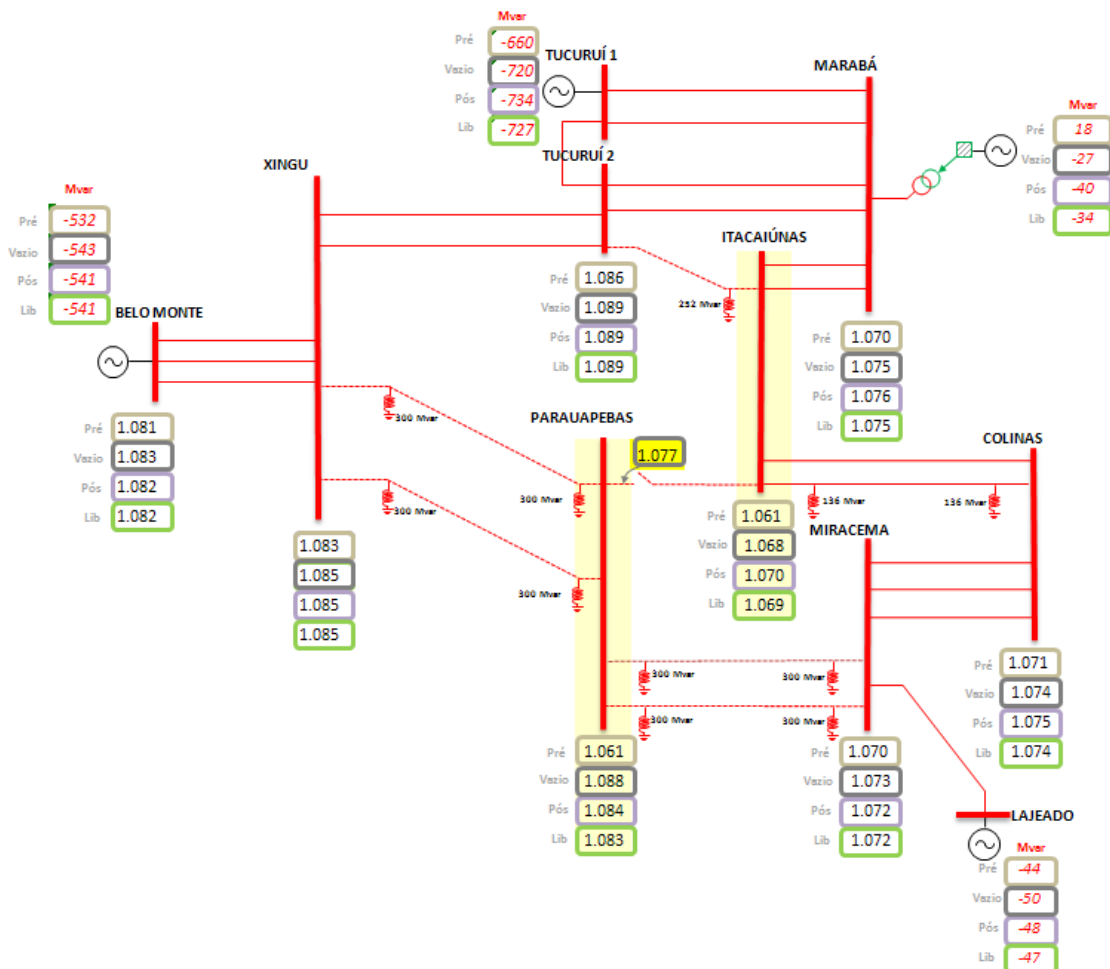 Mvar
Pré -660
Vazio -720
Pós -734
Lib -727
TUCURUÍ 1
MARABÁ
Mvar
Pré 18
Vazio -27
Pós -40
Lib -34
TUCURUÍ 2
XINGU
Mvar
Pré -532
Vazio -543
Pós -541
Lib -541
BELO MONTE
ITACAIÚNAS
252 Mvar
Pré 1.086
Vazio 1.089
Pós 1.089
Lib 1.089
Pré 1.070
Vazio 1.075
Pós 1.076
Lib 1.075
Pré 1.081
Vazio 1.083
Pós 1.082
Lib 1.082
300 Mvar
PARAUAPEBAS
1.077
COLINAS
300 Mvar
300 Mvar
136 Mvar
136 Mvar
Pré 1.061
Vazio 1.068
Pós 1.070
Lib 1.069
MIRACEMA
1.083
1.085
1.085
1.085
300 Mvar
300 Mvar
300 Mvar
300 Mvar
300 Mvar
Pré 1.071
Vazio 1.074
Pós 1.075
Lib 1.074
Pré 1.061
Vazio 1.088
Pós 1.084
Lib 1.083
Pré 1.070
Vazio 1.073
Pós 1.072
Lib 1.072
LAJEADO
Mvar
Pré -44
Vazio -50
Pós -48
Lib -47